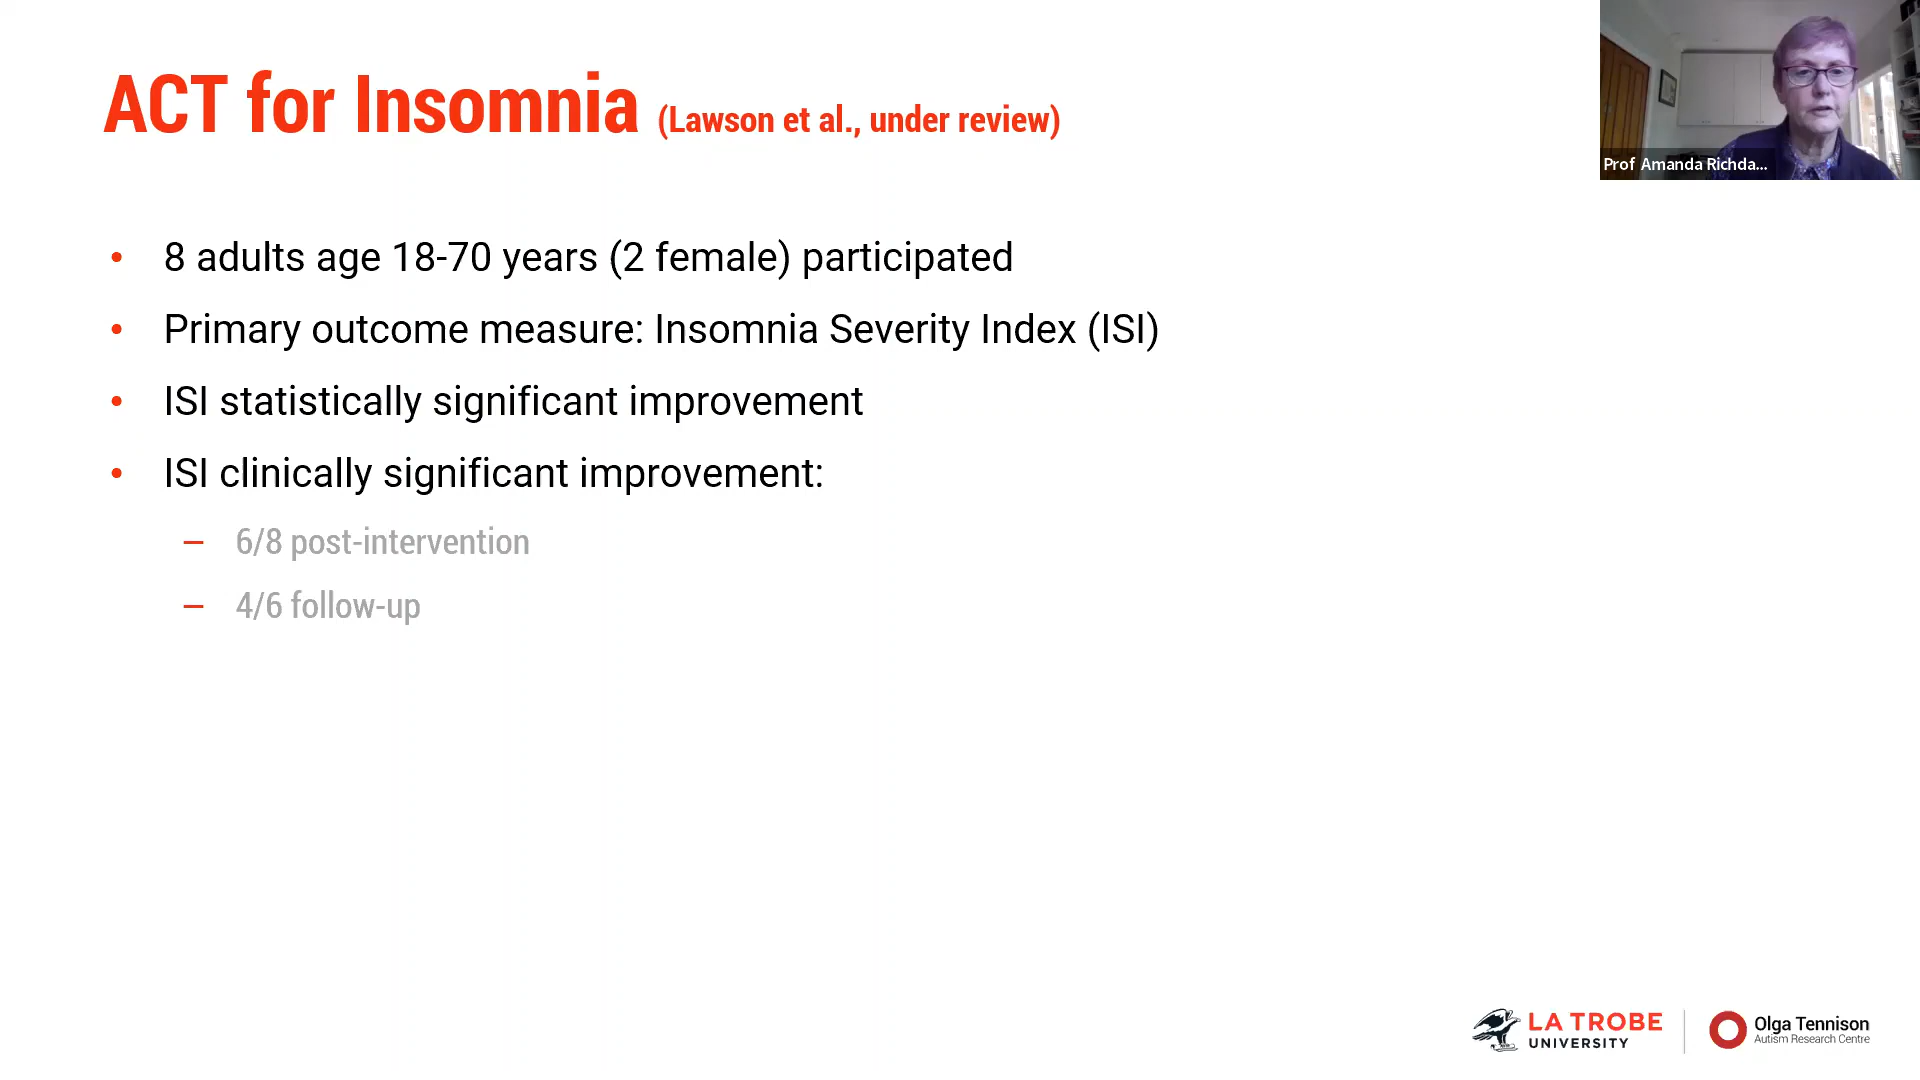 ACT for Insomnia (Lawson et al., under review)
Prof Amanda Richda...
• 8 adults age 18-70 years (2 female) participated
• Primary outcome measure: Insomnia Severity Index (ISI)
• ISI statistically significant improvement
• ISI clinically significant improvement:
– 6/8 post-intervention
– 4/6 follow-up
LA TROBE
UNIVERSITY
Olga Tennison
Autism Research Centre